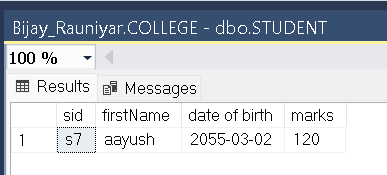 Bijay_Rauniyar.COLLEGE - dbo.STUDENT
100 %
Results Messages
sid firstName date of birth marks
1 s7 aayush 2055-03-02 120